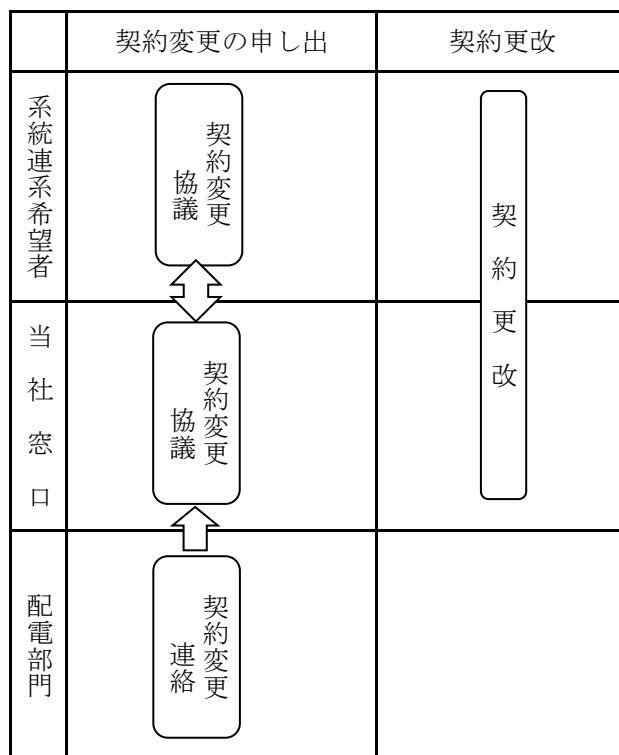 契約変更の申し出
契約更改
系統連系希望者
契約変更
協議
契約更改
当社窓口
契約変更
協議
配電部門
契約変更
連絡